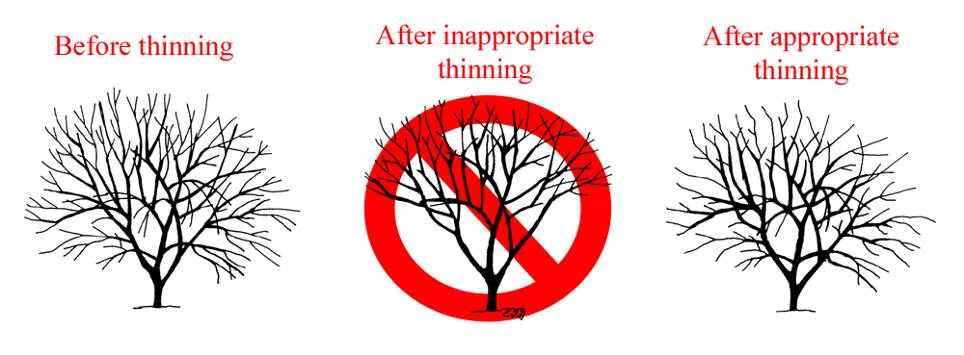 Before thinning
After inappropriate
thinning
After appropriate
thinning